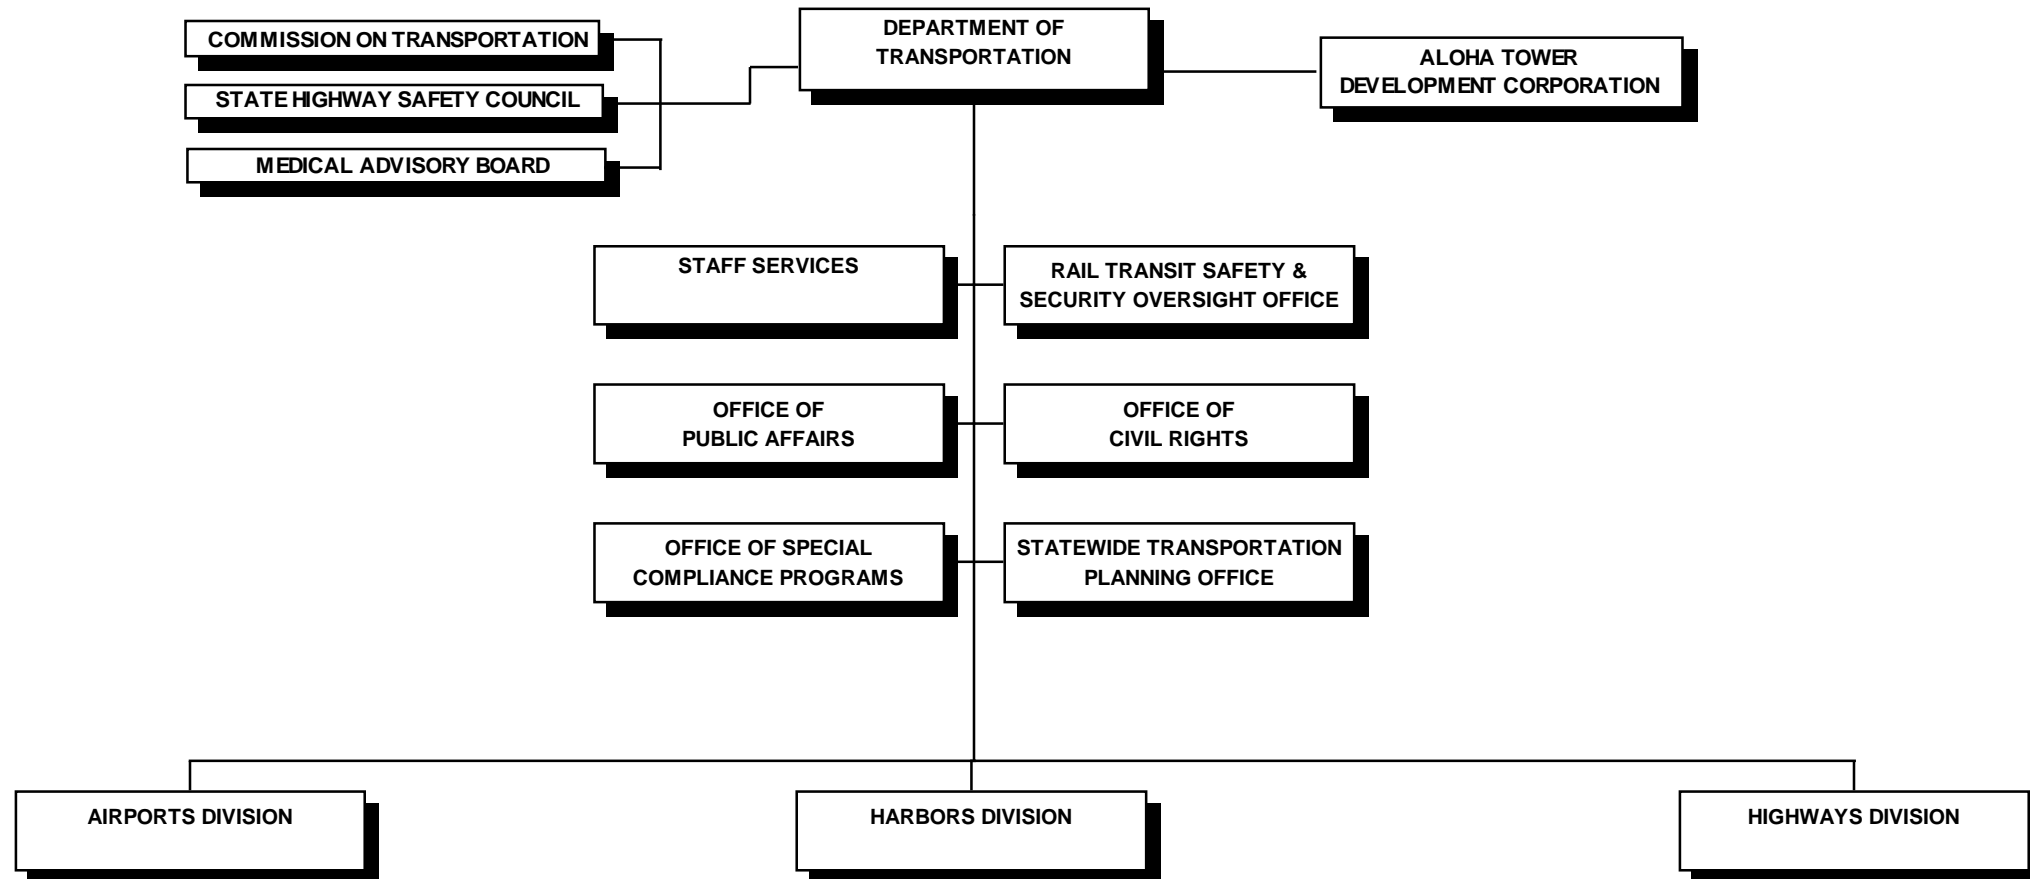 COMMISSION ON TRANSPORTATION
STATE HIGHWAY SAFETY COUNCIL
MEDICAL ADVISORY BOARD
DEPARTMENT OF
TRANSPORTATION
ALOHA TOWER
DEVELOPMENT CORPORATION
STAFF SERVICES
RAIL TRANSIT SAFETY &
SECURITY OVERSIGHT OFFICE
OFFICE OF
PUBLIC AFFAIRS
OFFICE OF
CIVIL RIGHTS
OFFICE OF SPECIAL
COMPLIANCE PROGRAMS
STATEWIDE TRANSPORTATION
PLANNING OFFICE
AIRPORTS DIVISION
HARBORS DIVISION
HIGHWAYS DIVISION